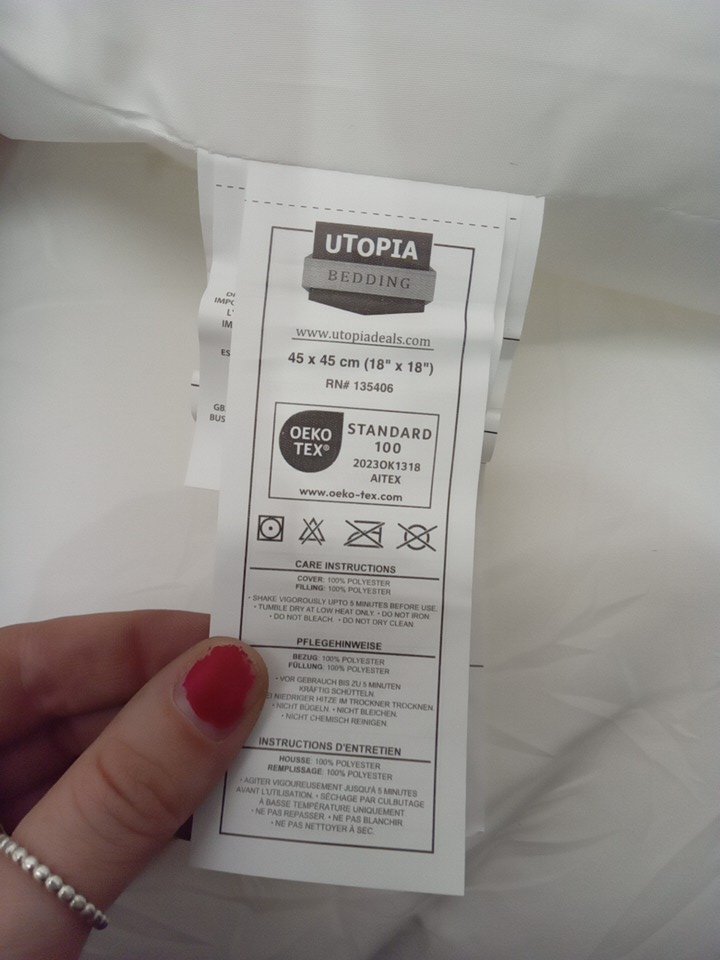 UTOPIA
BEDDING
www.utopiadeals.com
45 x 45 cm (18" x 18")
RN# 135406
OEKO
TEX®
STANDARD
100
2023OK1318
AITEX
www.oeko-tex.com
CARE INSTRUCTIONS
COVER: 100% POLYESTER
FILLING: 100% POLYESTER
• SHAKE VIGOROUSLY UPTO 5 MINUTES BEFORE USE.
• TUMBLE DRY AT LOW HEAT ONLY. • DO NOT IRON.
• DO NOT BLEACH. • DO NOT DRY CLEAN.
PFLEGEHINWEISE
BEZUG: 100% POLYESTER
FÜLLUNG: 100% POLYESTER
• VOR GEBRAUCH BIS ZU 5 MINUTEN
KRÄFTIG SCHÜTTELN.
NIEDRIGER HITZE IM TROCKNER TROCKNEN.
• NICHT BÜGELN. • NICHT BLEICHEN.
• NICHT CHEMISCH REINIGEN.
INSTRUCTIONS D'ENTRETIEN
HOUSSE: 100% POLYESTER
REMPLISSAGE: 100% POLYESTER
• AGITER VIGOUREUSEMENT JUSQU'À 5 MINUTES
AVANT L'UTILISATION. • SÉCHAGE PAR CULBUTAGE
À BASSE TEMPÉRATURE UNIQUEMENT
• NE PAS REPASSER • NE PAS BLANCHIR
• NE PAS NETTOYER À SEC.